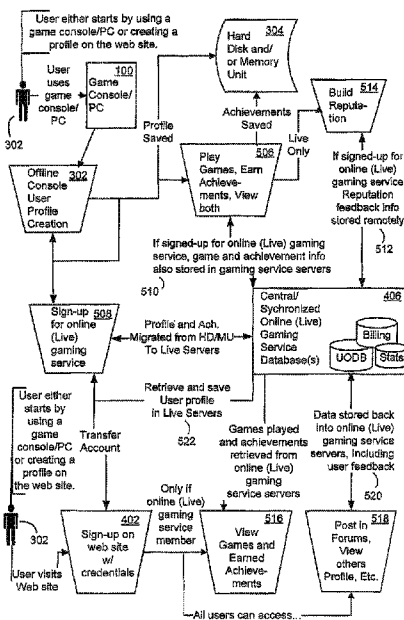 User either starts by using a
game console/PC or creating a
profile on the web site.
User
uses
game
console/
PC
100
Game
Console/
PC
302
304
Hard
Disk and/
or Memory
Unit
514
Build
Reputa-
tion
Profile
Saved
Achievements
Saved
Live
Only
302
Offline
Console
User
Profile
Creation
506
Play
Games, Earn
Achieve-
ments, View
both
If signed-up for
online (Live)
gaming service
Reputation
feedback info
stored remotely
512
If signed-up for online (Live) gaming
service, game and achievement info
also stored in gaming service servers
510
508
Sign-up
for online
(Live)
gaming
service
Profile and Ach.
Migrated from HD/MU
To Live Servers
406
Central/
Sychronized
Online (Live)
Gaming
Service
Database(s)
Billing
UODB
Stats
User either
starts by
using a
game
console/PC
or creating
a profile on
the web site.
Transfer
Account
Retrieve and save
User profile
in Live Servers
522
Games played
and achievements
retrieved from
online (Live)
gaming
service servers
Data stored back
into online (Live)
gaming service
servers, including
user feedback
520
Only if
online (Live)
gaming
service
member
302
User visits
Web site
402
Sign-up on
web site
w/
credentials
516
View
Games and
Earned
Achieve-
ments
518
Post in
Forums,
View
others
Profile, Etc.
All users can access...